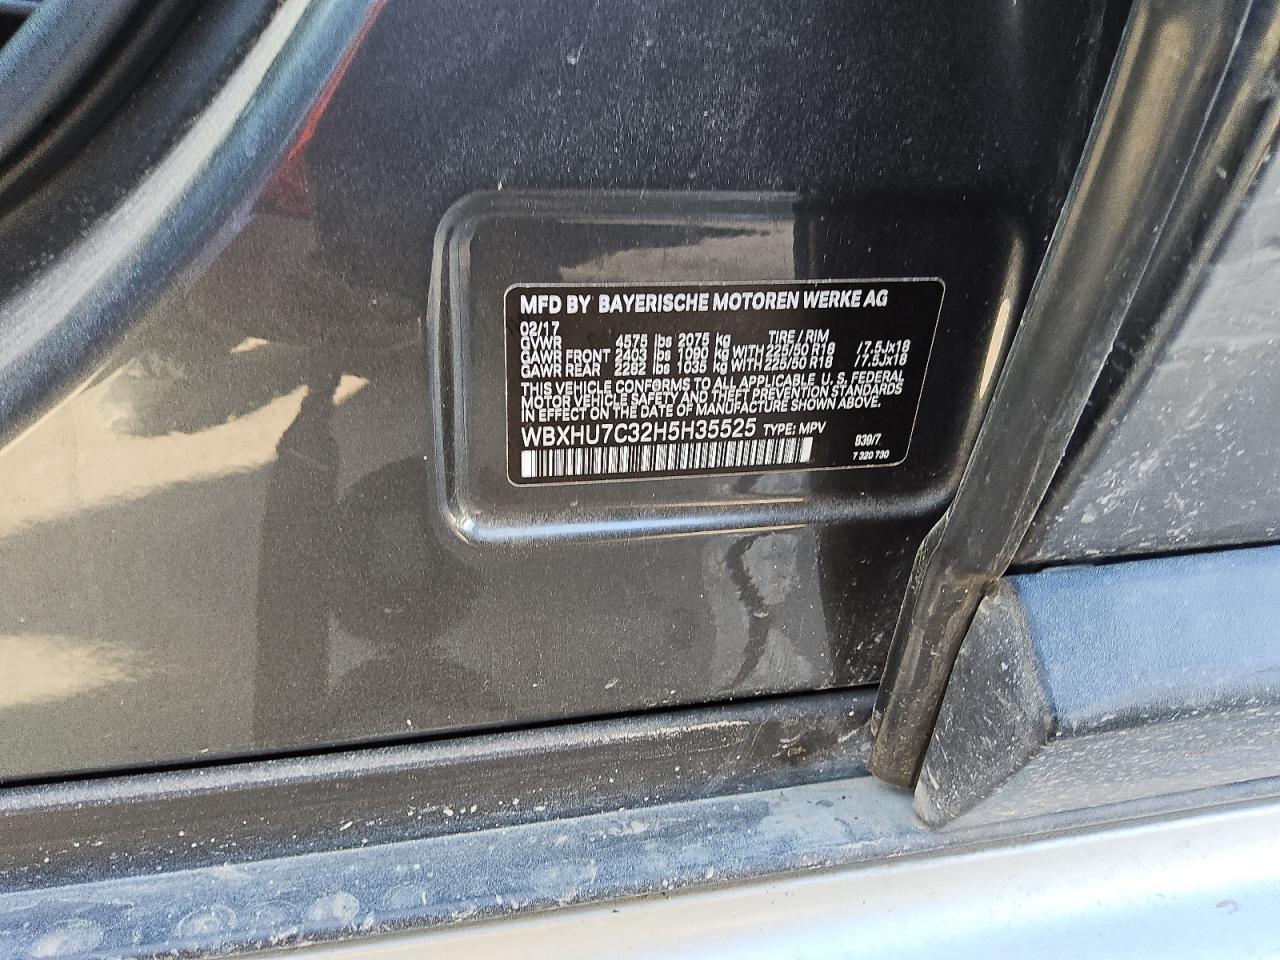 MFD BY BAYERISCHE MOTOREN WERKE AG
02/17 TIRE / RIM
GVWR 4575 lbs 2075 kg
GAWR FRONT 2403 lbs 1090 kg WITH 225/50 R18 /7.5Jx18
GAWR REAR 2282 lbs 1035 kg WITH 225/50 R18 /7.5Jx18
THIS VEHICLE CONFORMS TO ALL APPLICABLE U. S. FEDERAL
MOTOR VEHICLE SAFETY AND THEFT PREVENTION STANDARDS
IN EFFECT ON THE DATE OF MANUFACTURE SHOWN ABOVE.
WBXHU7C32H5H35525 TYPE: MPV
B39/7
7 320 730